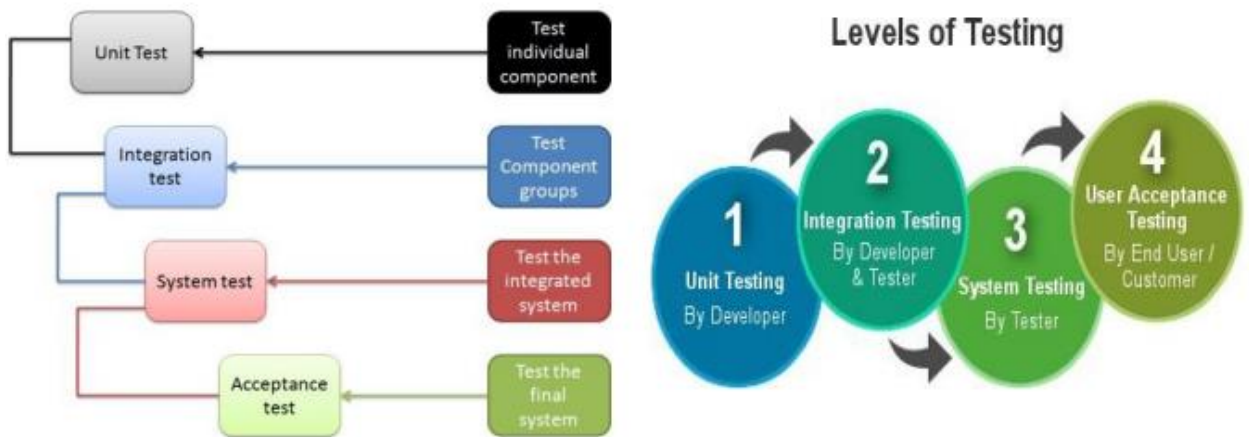 Unit Test
Test
individual
component
Integration
test
Test
Component
groups
System test
Test the
integrated
system
Acceptance
test
Test the
final
system
Levels of Testing
1
Unit Testing
By Developer
2
Integration Testing
By Developer
& Tester
3
System Testing
By Tester
4
User Acceptance
Testing
By End User /
Customer